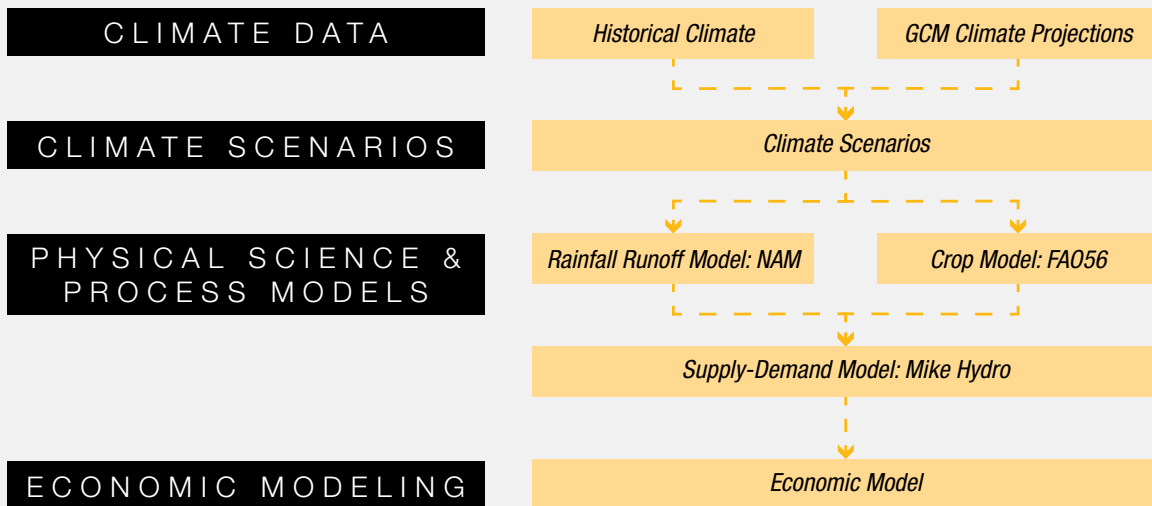 CLIMATE DATA
Historical Climate
GCM Climate Projections
CLIMATE SCENARIOS
Climate Scenarios
PHYSICAL SCIENCE &
PROCESS MODELS
Rainfall Runoff Model: NAM
Crop Model: FAO56
Supply-Demand Model: Mike Hydro
ECONOMIC MODELING
Economic Model